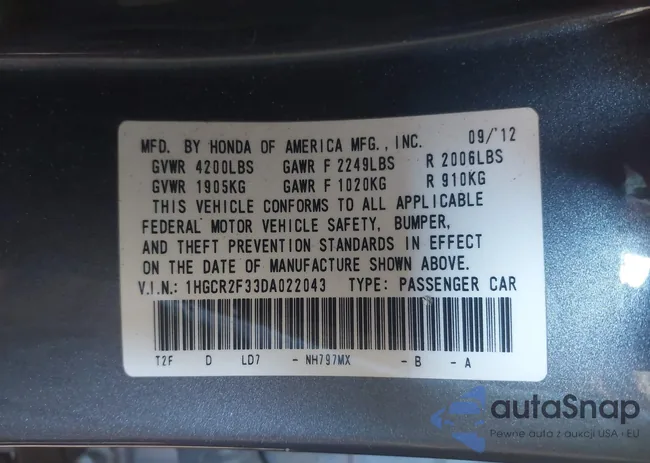 MFD. BY HONDA OF AMERICA MFG., INC. 09/'12
GVWR 4200LBS GAWR F 2249LBS R 2006LBS
GVWR 1905KG GAWR F 1020KG R 910KG
THIS VEHICLE CONFORMS TO ALL APPLICABLE
FEDERAL MOTOR VEHICLE SAFETY, BUMPER,
AND THEFT PREVENTION STANDARDS IN EFFECT
ON THE DATE OF MANUFACTURE SHOWN ABOVE.
V.I.N.: 1HGCR2F33DA022043 TYPE: PASSENGER CAR
T2F D LD7 - NH797MX - B - A
autaSnap
Pewne auta z aukcji USA - EU